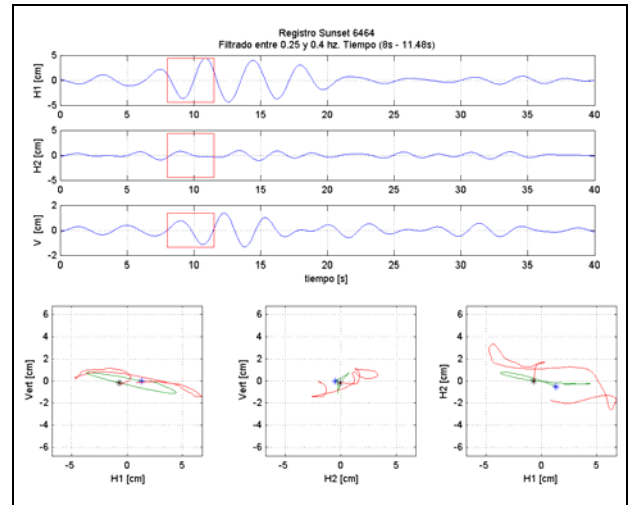 Registro Sunset 6464
Filtrado entre 0.25 y 0.4 hz. Tiempo (8s - 11.48s)
H1 [cm]
5
0
-5
0 5 10 15 20 25 30 35 40
H2 [cm]
5
0
-5
0 5 10 15 20 25 30 35 40
V [cm]
2
0
-2
0 5 10 15 20 25 30 35 40
tiempo [s]
Vert [cm]
6
4
2
0
-2
-4
-6
-5 0 5
H1 [cm]
Vert [cm]
6
4
2
0
-2
-4
-6
-5 0 5
H2 [cm]
H2 [cm]
6
4
2
0
-2
-4
-6
-5 0 5
H1 [cm]